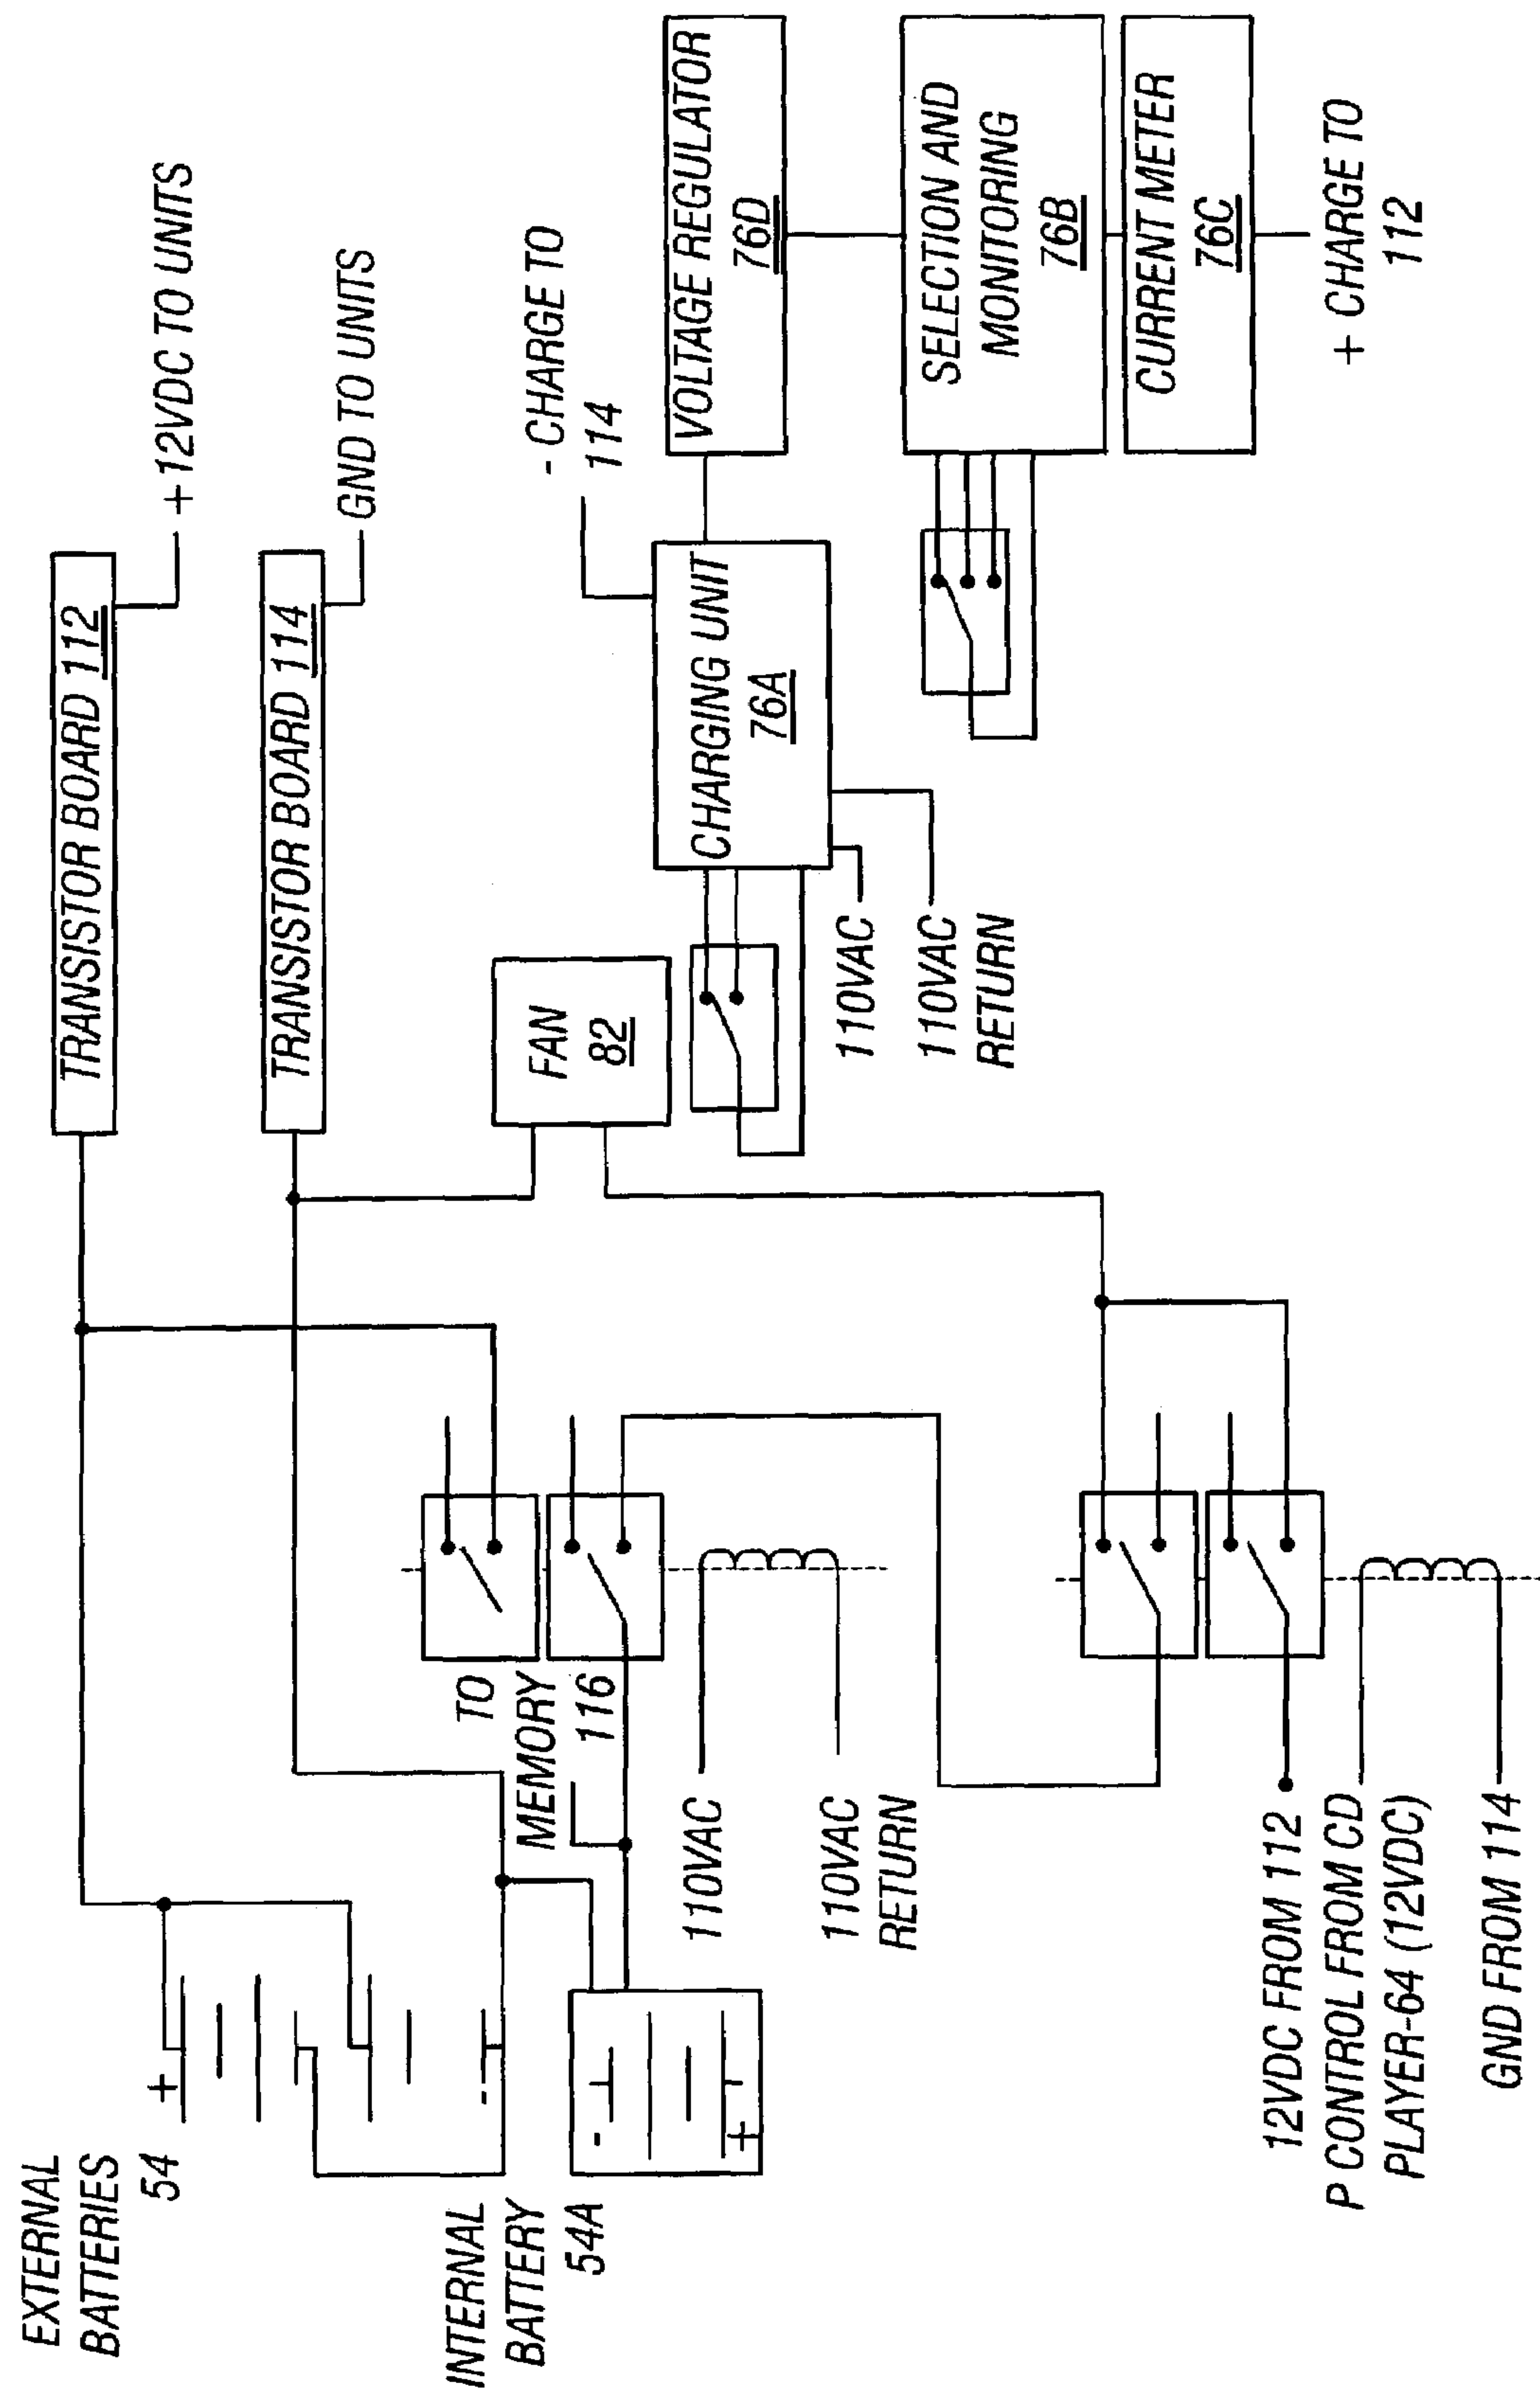 EXTERNAL
BATTERIES
54
+
-
INTERNAL
BATTERY
54A
-
+
TRANSISTOR BOARD 112
+12VDC TO UNITS
TRANSISTOR BOARD 114
GND TO UNITS
TO
MEMORY
116
FAN
82
- CHARGE TO
114
110VAC
110VAC
RETURN
CHARGING UNIT
76A
VOLTAGE REGULATOR
76D
110VAC
110VAC
RETURN
SELECTION AND
MONITORING
76B
CURRENT METER
76C
+ CHARGE TO
112
12VDC FROM 112
P CONTROL FROM CD
PLAYER-64 (12VDC)
GND FROM 114